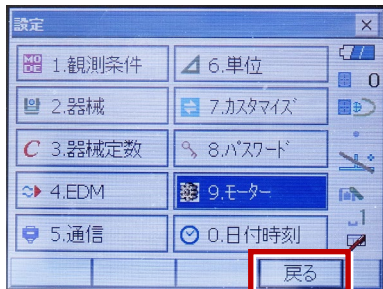 設定
MODE 1.観測条件
2.器械
C 3.器械定数
4.EDM
5.通信
6.単位
7.カスタマイズ
8.パスワード
9.モーター
0.日付時刻
0
1
戻る